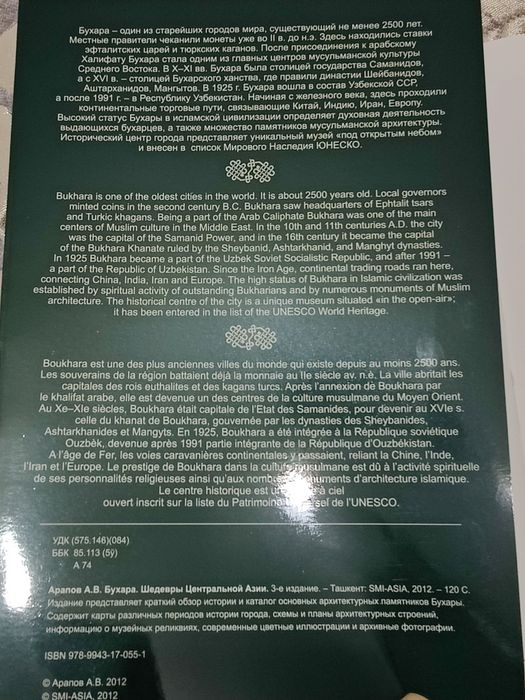 Бухара – один из старейших городов мира, существующий не менее 2500 лет.
Местные правители чеканили монеты уже во II в. до н.э. Здесь находились ставки
эфталитских царей и тюркских каганов. После присоединения к арабскому
Халифату Бухара стала одним из главных центров мусульманской культуры
Среднего Востока. В X–XI вв. Бухара была столицей государства Саманидов,
а с XVI в. – столицей Бухарского ханства, где правили династии Шейбанидов,
Аштарханидов, Мангытов. В 1925 г. Бухара вошла в состав Узбекской ССР,
а после 1991 г. – в Республику Узбекистан. Начиная с железного века, здесь проходили
континентальные торговые пути, связывающие Китай, Индию, Иран, Европу.
Высокий статус Бухары в исламской цивилизации определяет духовная деятельность
выдающихся бухарцев, а также множество памятников мусульманской архитектуры.
Исторический центр города представляет уникальный музей «под открытым небом»
и внесен в список Мирового Наследия ЮНЕСКО.
Bukhara is one of the oldest cities in the world. It is about 2500 years old. Local governors
minted coins in the second century B.C. Bukhara saw headquarters of Ephtalit tsars
and Turkic khagans. Being a part of the Arab Caliphate Bukhara was one of the main
centers of Muslim culture in the Middle East. In the 10th and 11th centuries A.D. the city
was the capital of the Samanid Power, and in the 16th century it became the capital
of the Bukhara Khanate ruled by the Sheybanid, Ashtarkhanid, and Manghyt dynasties.
In 1925 Bukhara became a part of the Uzbek Soviet Socialistic Republic, and after 1991 –
a part of the Republic of Uzbekistan. Since the Iron Age, continental trading roads ran here,
connecting China, India, Iran and Europe. The high status of Bukhara in Islamic civilization was
established by spiritual activity of outstanding Bukharians and by numerous monuments of Muslim
architecture. The historical centre of the city is a unique museum situated «in the open-air»;
it has been entered in the list of the UNESCO World Heritage.
Boukhara est une des plus anciennes villes du monde qui existe depuis au moins 2500 ans.
Les souverains de la région battaient déjà la monnaie au IIe siécle av. n.è. La ville abritait les
capitales des rois euthalites et des kagans turcs. Après l'annexion dè Boukhara par
le khalifat arabe, elle est devenue un des centres de la culture musulmane du Moyen Orient.
Au Xe–XIe siècles, Boukhara était capitale de l'Etat des Samanides, pour devenir au XVIe s.
celle du khanat de Boukhara, gouvernée par les dynasties des Sheybanides,
Ashtarkhanides et Mangyts. En 1925, Boukhara a été intégrée à la République soviétique
Ouzbèk, devenue après 1991 partie intégrante de la République d'Ouzbékistan.
A l'âge de Fer, les voies caravanières continentales y passaient, reliant la Chine, l'Inde,
l'Iran et l'Europe. Le prestige de Boukhara dans la culture musulmane est dû à l'activité spirituelle
de ses personnalités religieuses ainsi qu'aux monuments d'architecture islamique.
Le centre historique est à ciel
ouvert inscrit sur la liste du Patrimoine de l'UNESCO.
УДК (575.146)(084)
ББК 85.113 (5ў)
А 74
Арапов А.В. Бухара. Шедевры Центральной Азии. 3-е издание. – Ташкент: SMI-ASIA, 2012. – 120 С.
Издание представляет краткий обзор истории и каталог основных архитектурных памятников Бухары.
Содержит карты различных периодов истории города, схемы и планы архитектурных строений,
информацию о музейных реликвиях, современные цветные иллюстрации и архивные фотографии.
ISBN 978-9943-17-055-1
© Арапов А.В. 2012
© SMI-ASIA, 2012